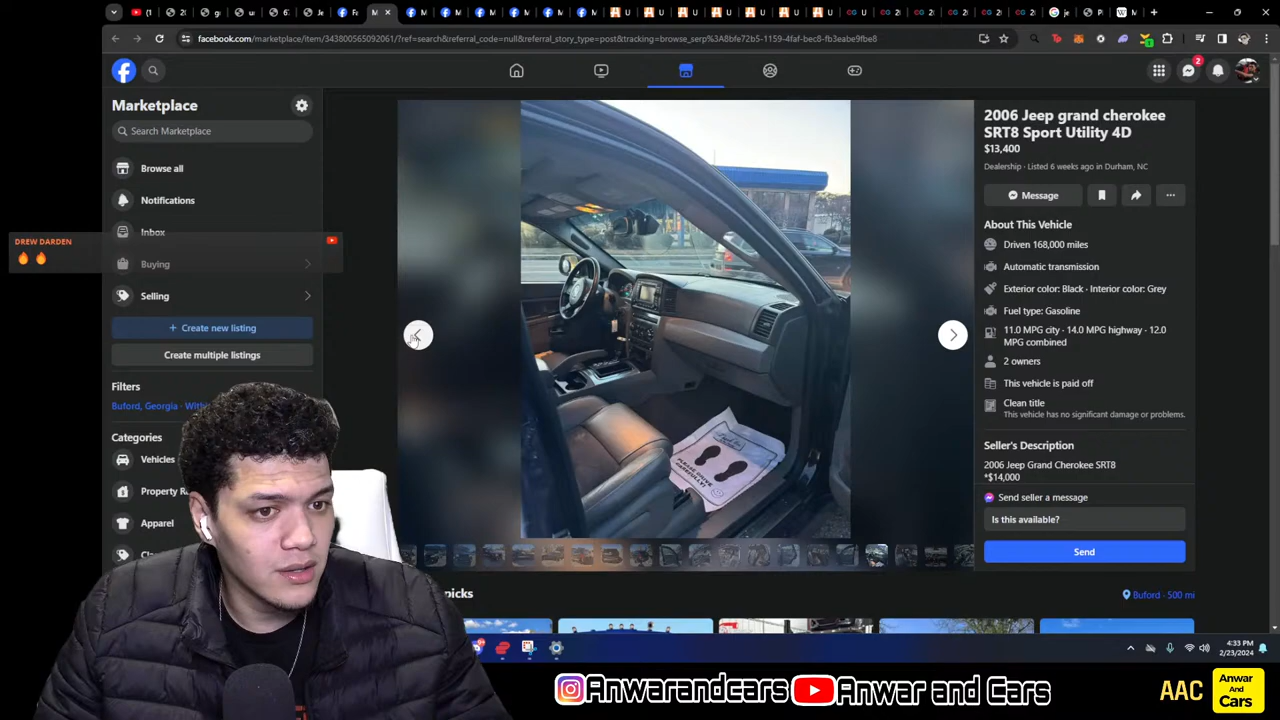 facebook.com/marketplace/item/343800565092061/?ref=search&referral_code=null&referral_story_type=post&tracking=browse_serp%3A8bfe72b5-1159-4faf-bec8-fb3eabe9fbe8
2
Marketplace
Search Marketplace
Browse all
Notifications
Inbox
DREW DARDEN
Buying
Selling
+ Create new listing
Create multiple listings
Filters
Buford, Georgia · With
Categories
Vehicles
Property R
Apparel
PLEASE DRIVE CAREFULLY!
2006 Jeep grand cherokee
SRT8 Sport Utility 4D
$13,400
Dealership · Listed 6 weeks ago in Durham, NC
Message
About This Vehicle
Driven 168,000 miles
Automatic transmission
Exterior color: Black · Interior color: Grey
Fuel type: Gasoline
11.0 MPG city · 14.0 MPG highway · 12.0
MPG combined
2 owners
This vehicle is paid off
Clean title
This vehicle has no significant damage or problems.
Seller's Description
2006 Jeep Grand Cherokee SRT8
*$14,000
Send seller a message
Is this available?
Send
picks
Buford · 500 mi
4:33 PM
2/23/2024
@Anwarandcars
Anwar and Cars
AAC
Anwar
And
Cars